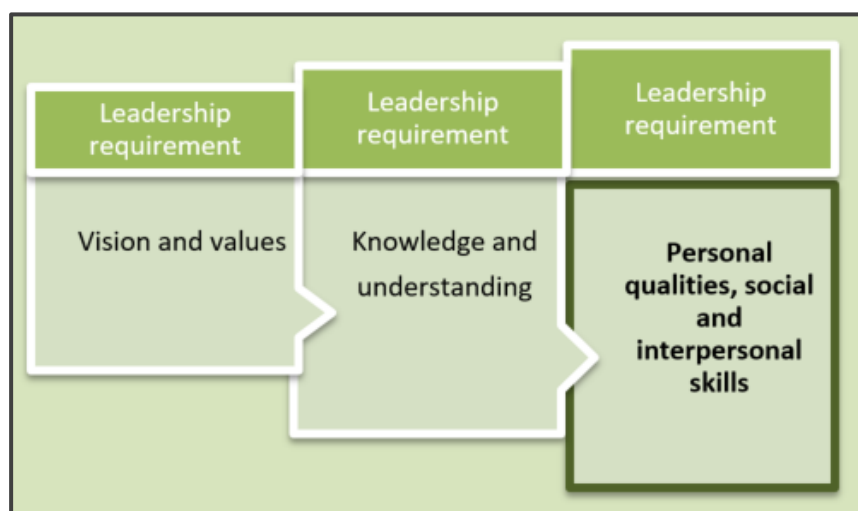 Leadership
requirement
Vision and values
Leadership
requirement
Knowledge and
understanding
Leadership
requirement
Personal
qualities, social
and
interpersonal
skills